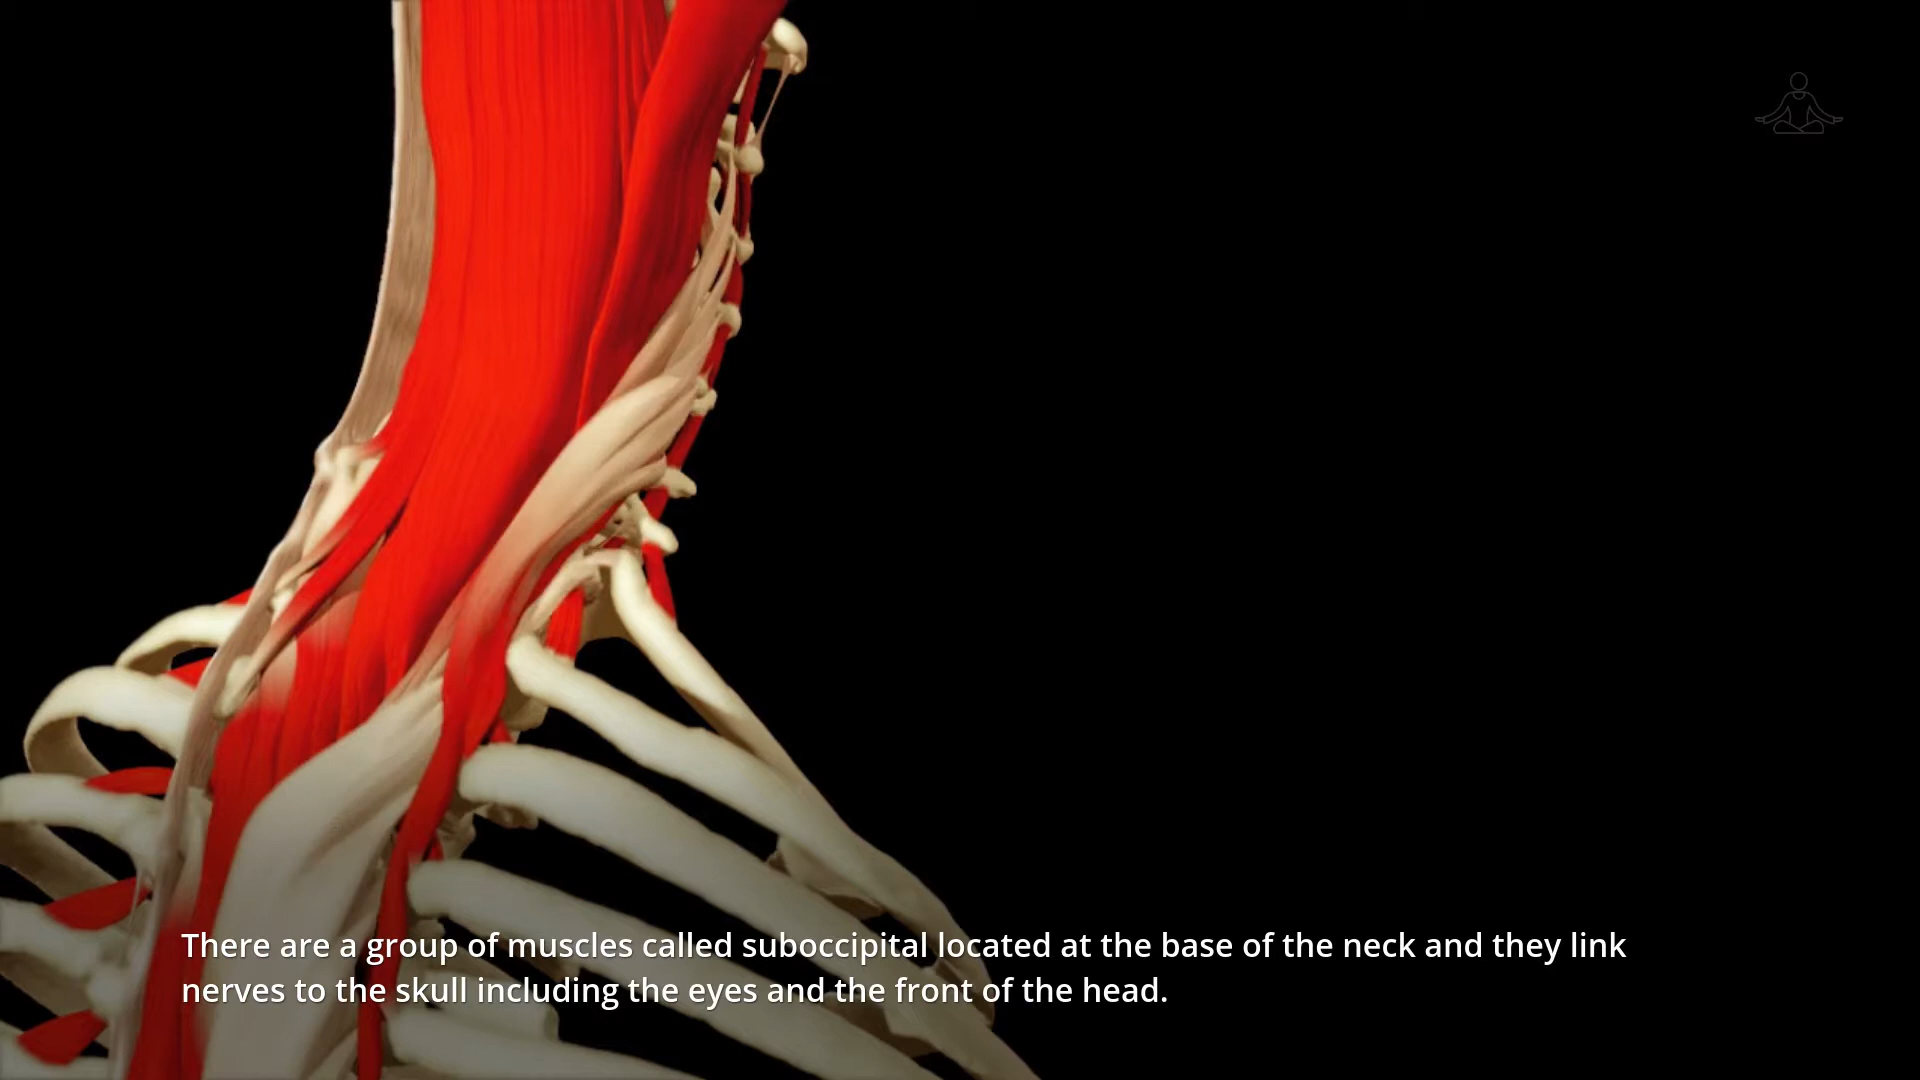 There are a group of muscles called suboccipital located at the base of the neck and they link
nerves to the skull including the eyes and the front of the head.